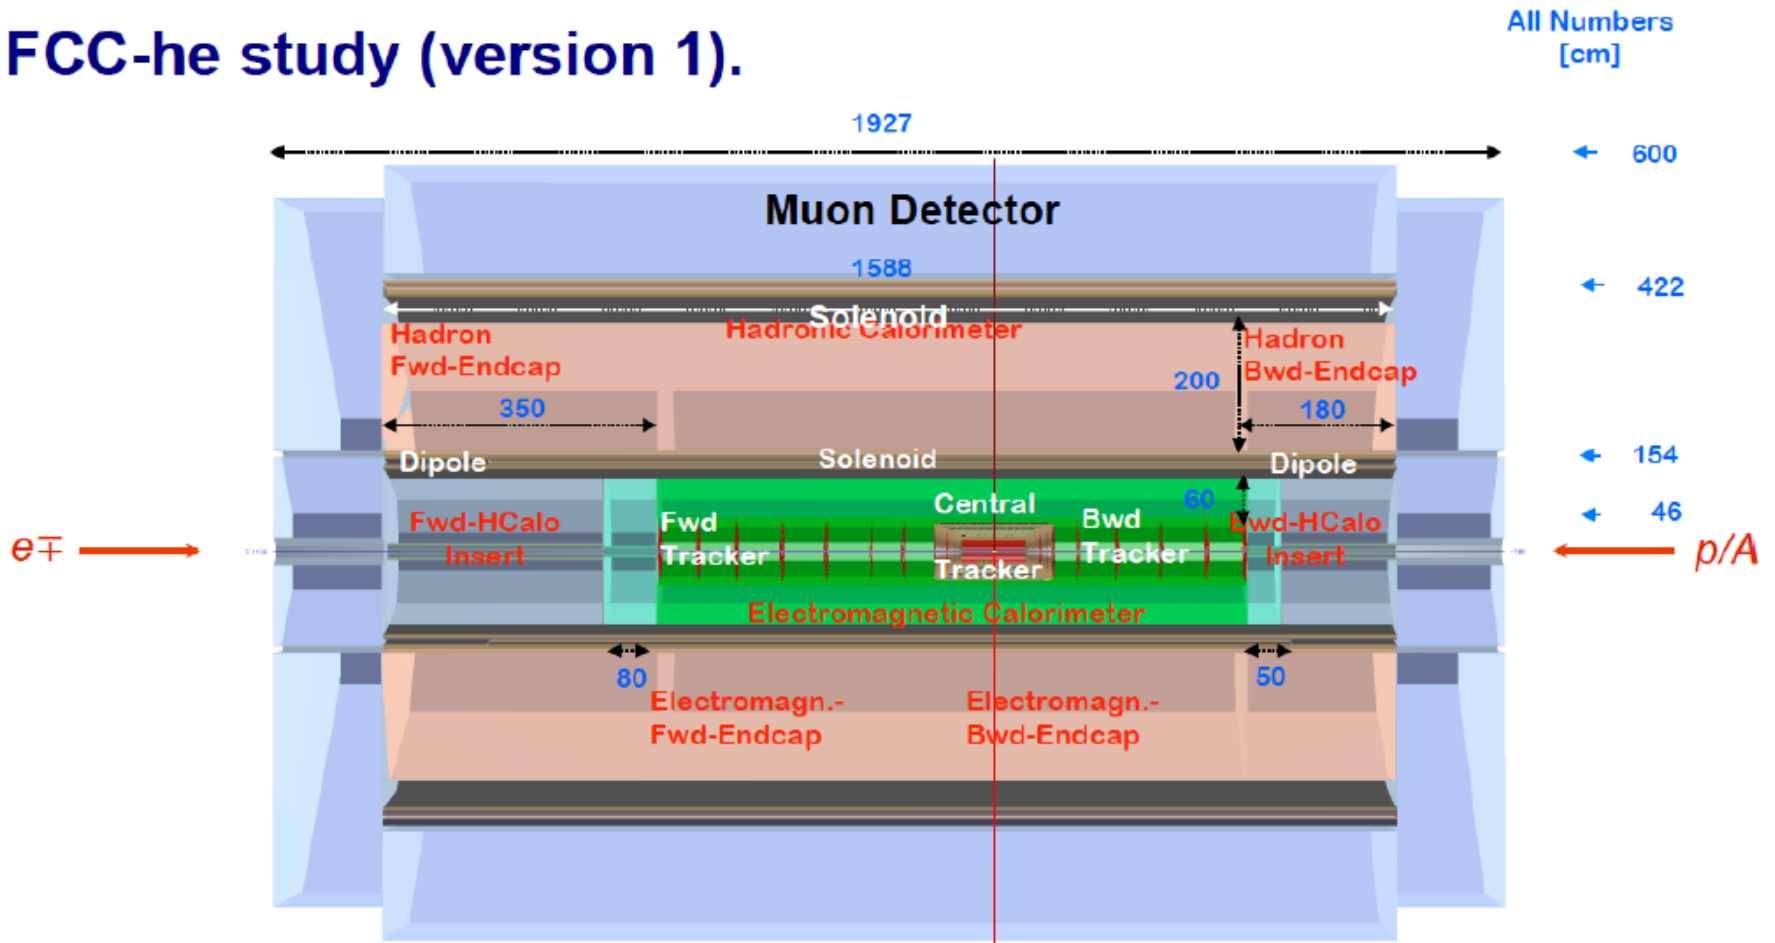 FCC-he study (version 1).
All Numbers
[cm]
1927
600
Muon Detector
1588
422
Solenoid
Hadronic Calorimeter
Hadron
Fwd-Endcap
Hadron
Bwd-Endcap
200
350
180
Dipole
Solenoid
Dipole
154
60
Central
Tracker
46
Fwd-HCalo
Insert
Fwd
Tracker
Bwd
Tracker
Bwd-HCalo
Insert
e∓
p/A
Electromagnetic Calorimeter
80
50
Electromagn.-
Fwd-Endcap
Electromagn.-
Bwd-Endcap